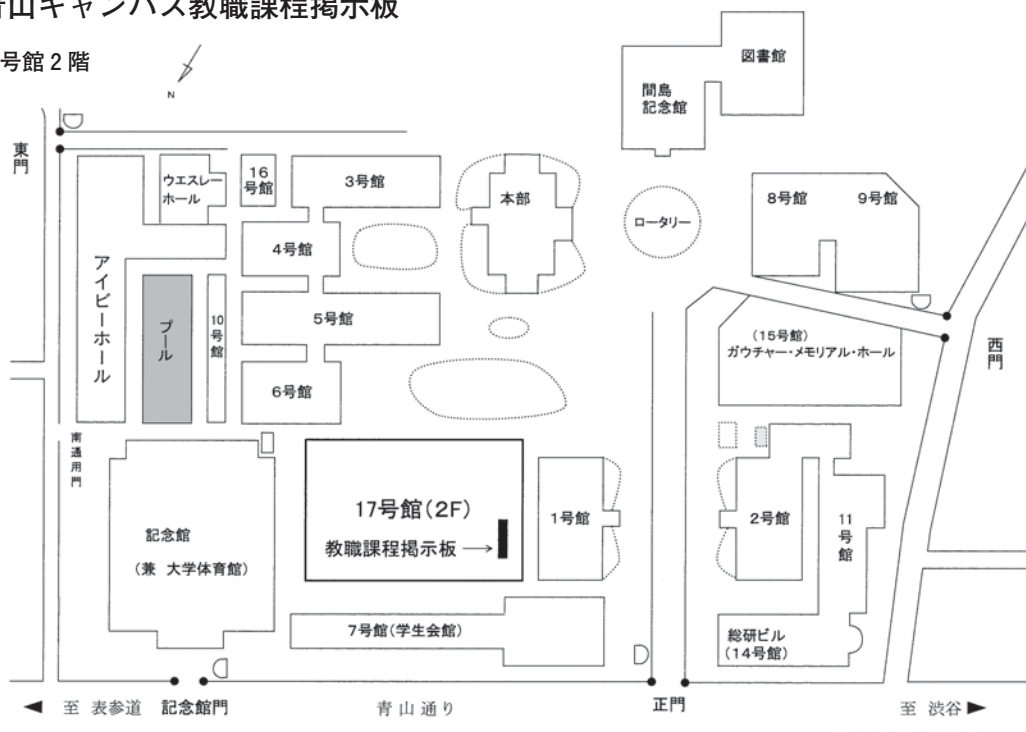 青山キャンパス教職課程掲示板
号館2階
N
図書館
間島
記念館
東門
ウエスレー
ホール
16
号館
3号館
本部
ロータリー
8号館
9号館
4号館
アイビーホール
プール
10号館
5号館
(15号館)
ガウチャー・メモリアル・ホール
西門
6号館
南通用門
17号館(2F)
教職課程掲示板→
1号館
2号館
11号館
記念館
(兼 大学体育館)
7号館(学生会館)
総研ビル
(14号館)
◀ 至 表参道
記念館門
青山通り
正門
至 渋谷▶